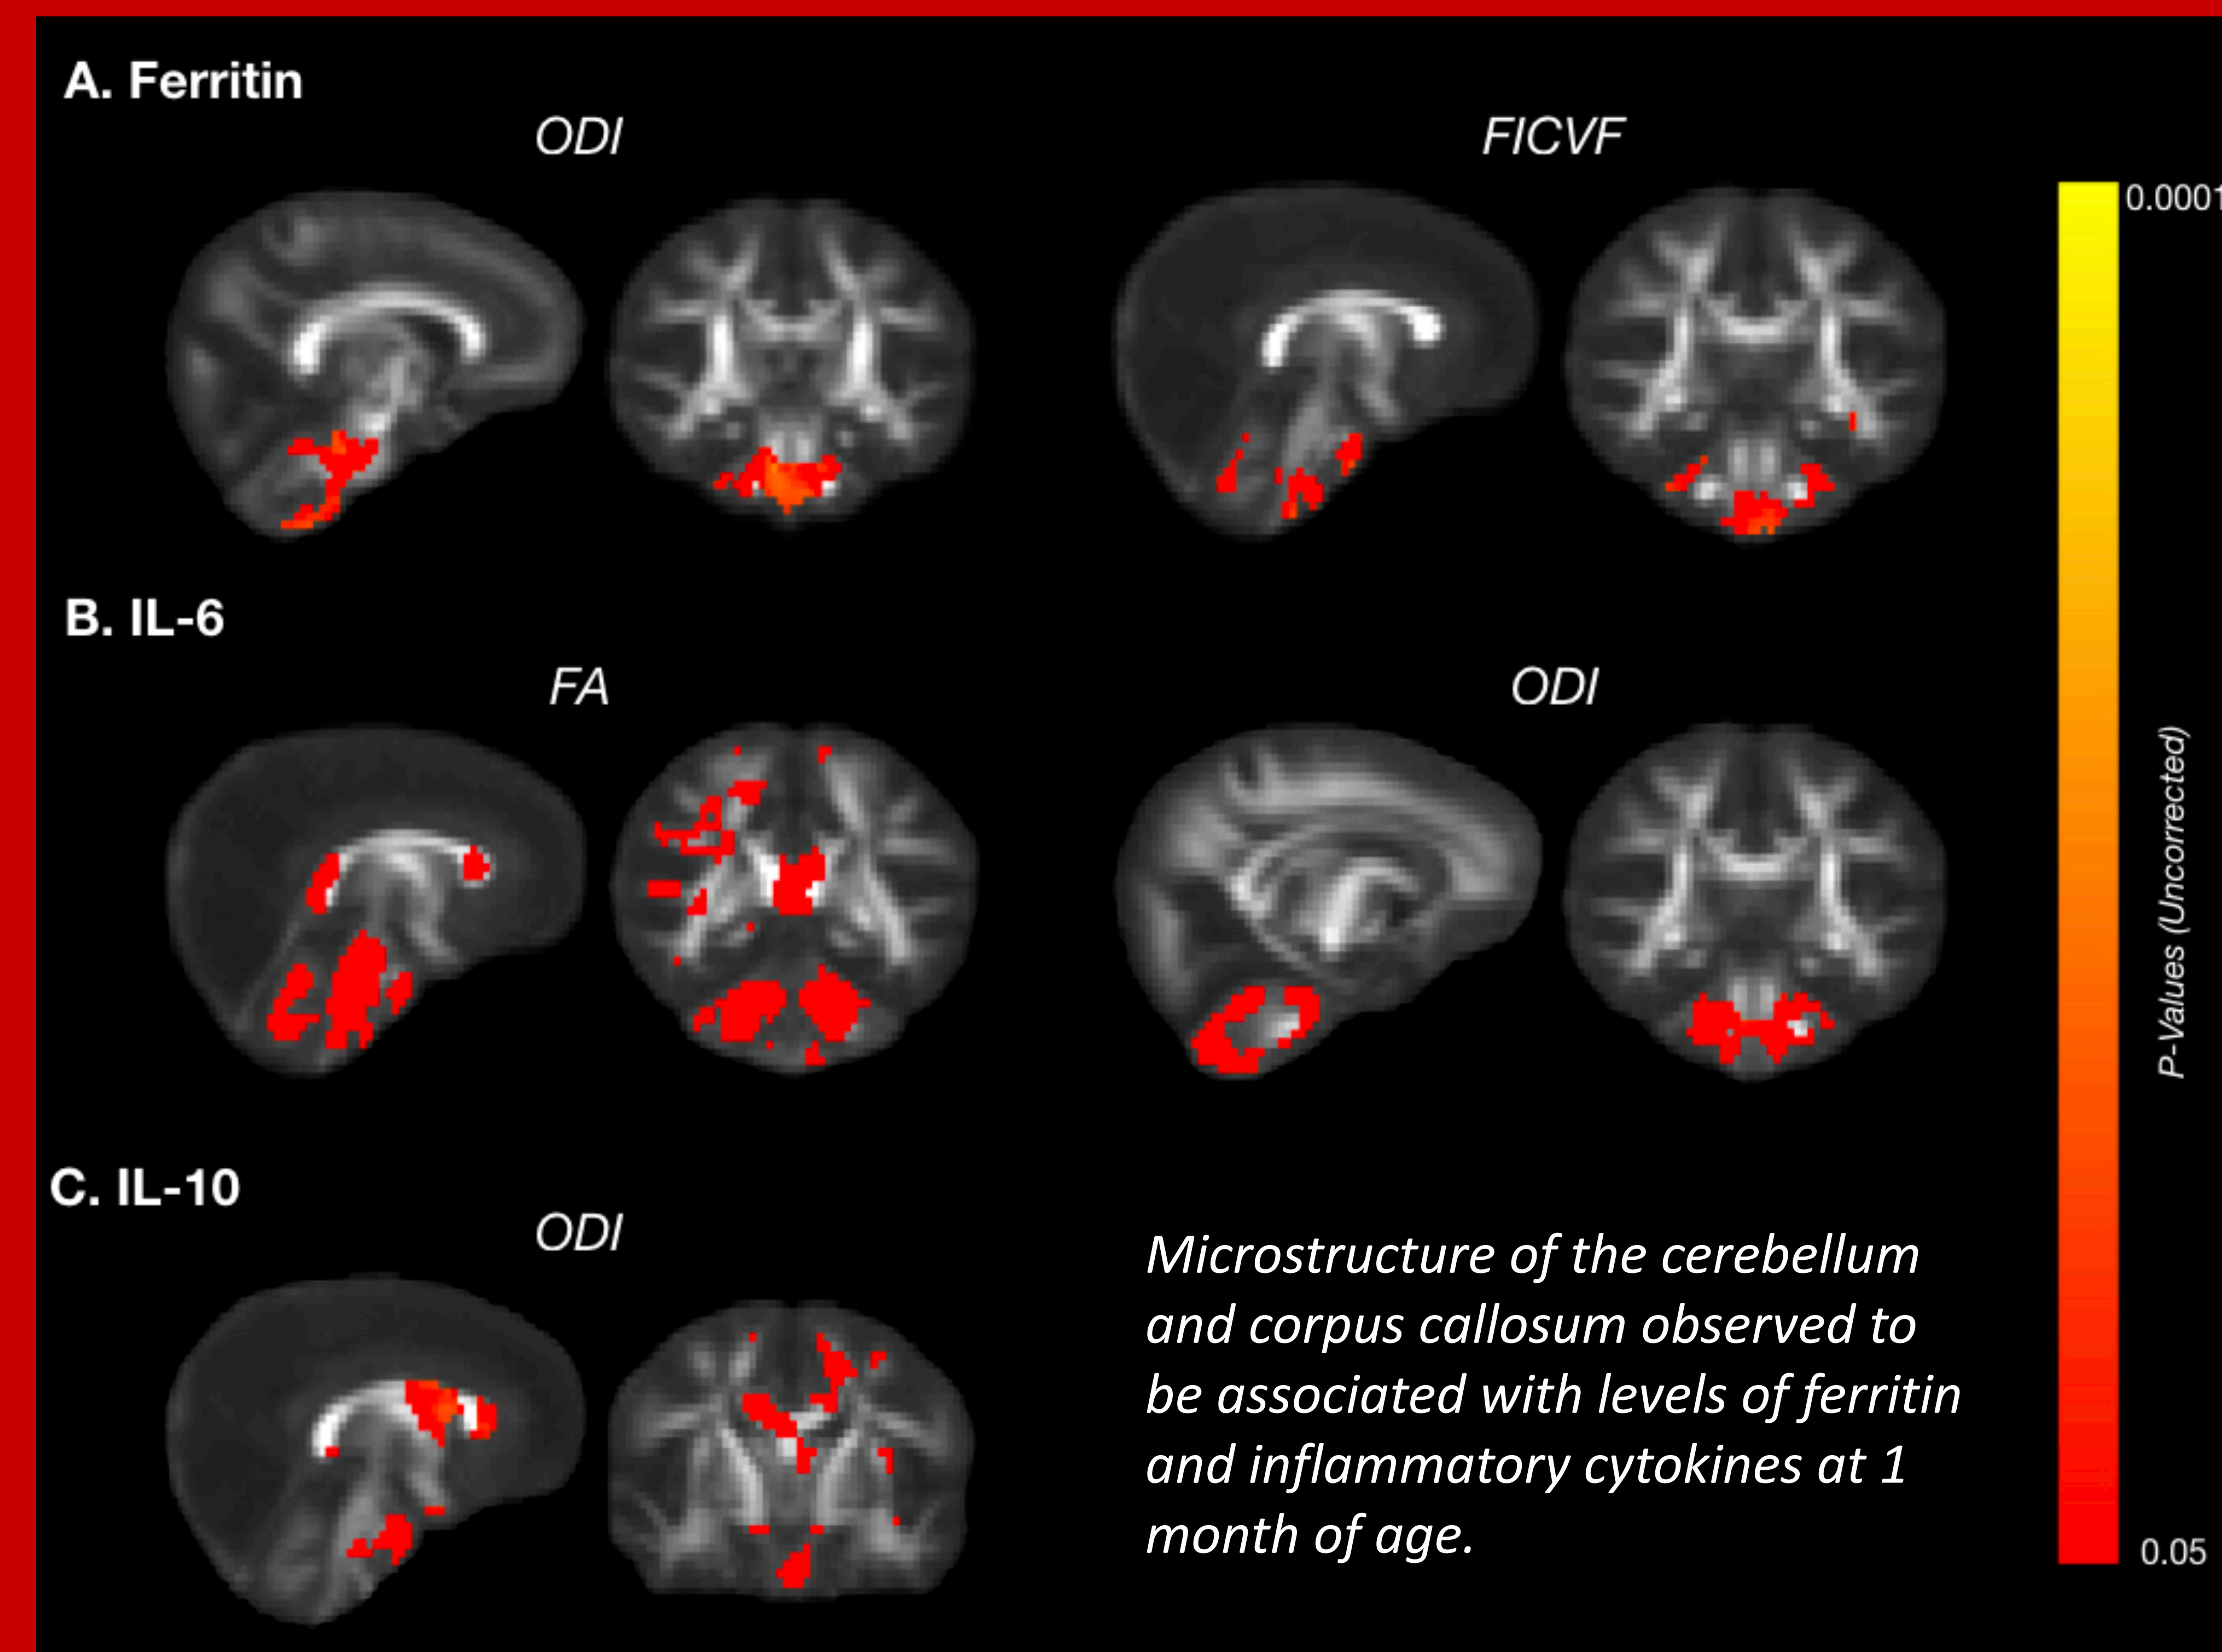 A. Ferritin
ODI
FICVF
0.0001
B. IL-6
FA
ODI
P-Values (Uncorrected)
C. IL-10
ODI
Microstructure of the cerebellum
and corpus callosum observed to
be associated with levels of ferritin
and inflammatory cytokines at 1
month of age.
0.05